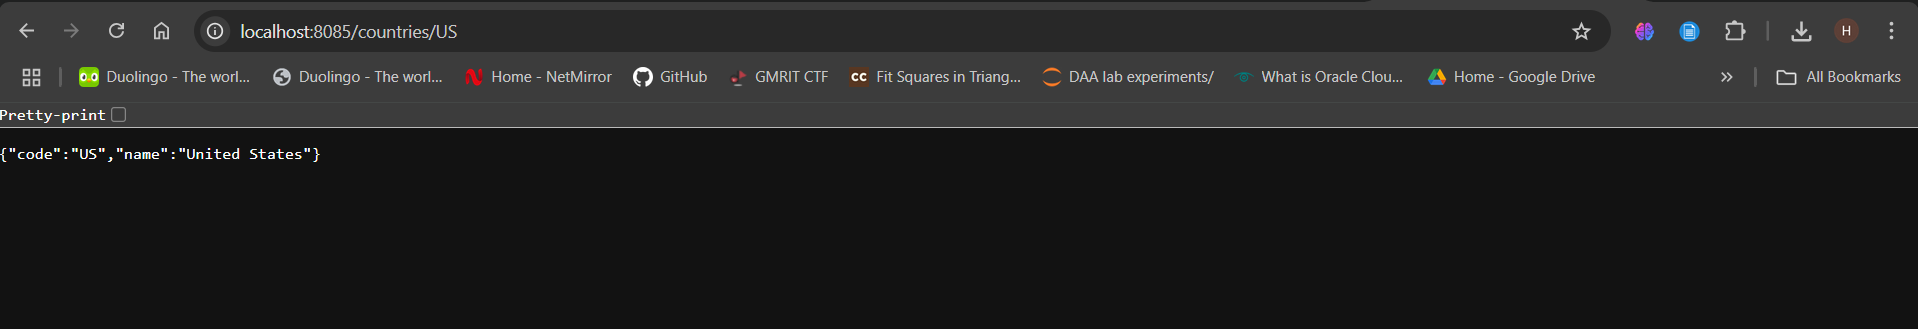 localhost:8085/countries/US
H
Duolingo - The worl... Duolingo - The worl... Home - NetMirror GitHub GMRIT CTF CC Fit Squares in Triang... DAA lab experiments/ What is Oracle Clou... Home - Google Drive » All Bookmarks
Pretty-print
{"code":"US","name":"United States"}